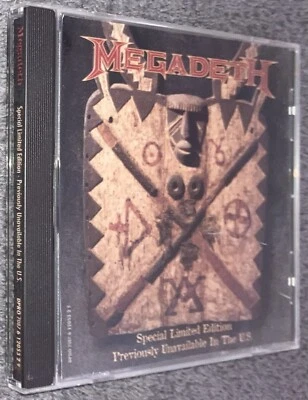 MEGADETH
Special Limited Edition
Previously Unavailable In The U.S.
Megadeth
Special Limited Edition - Previously Unavailable In The U.S.